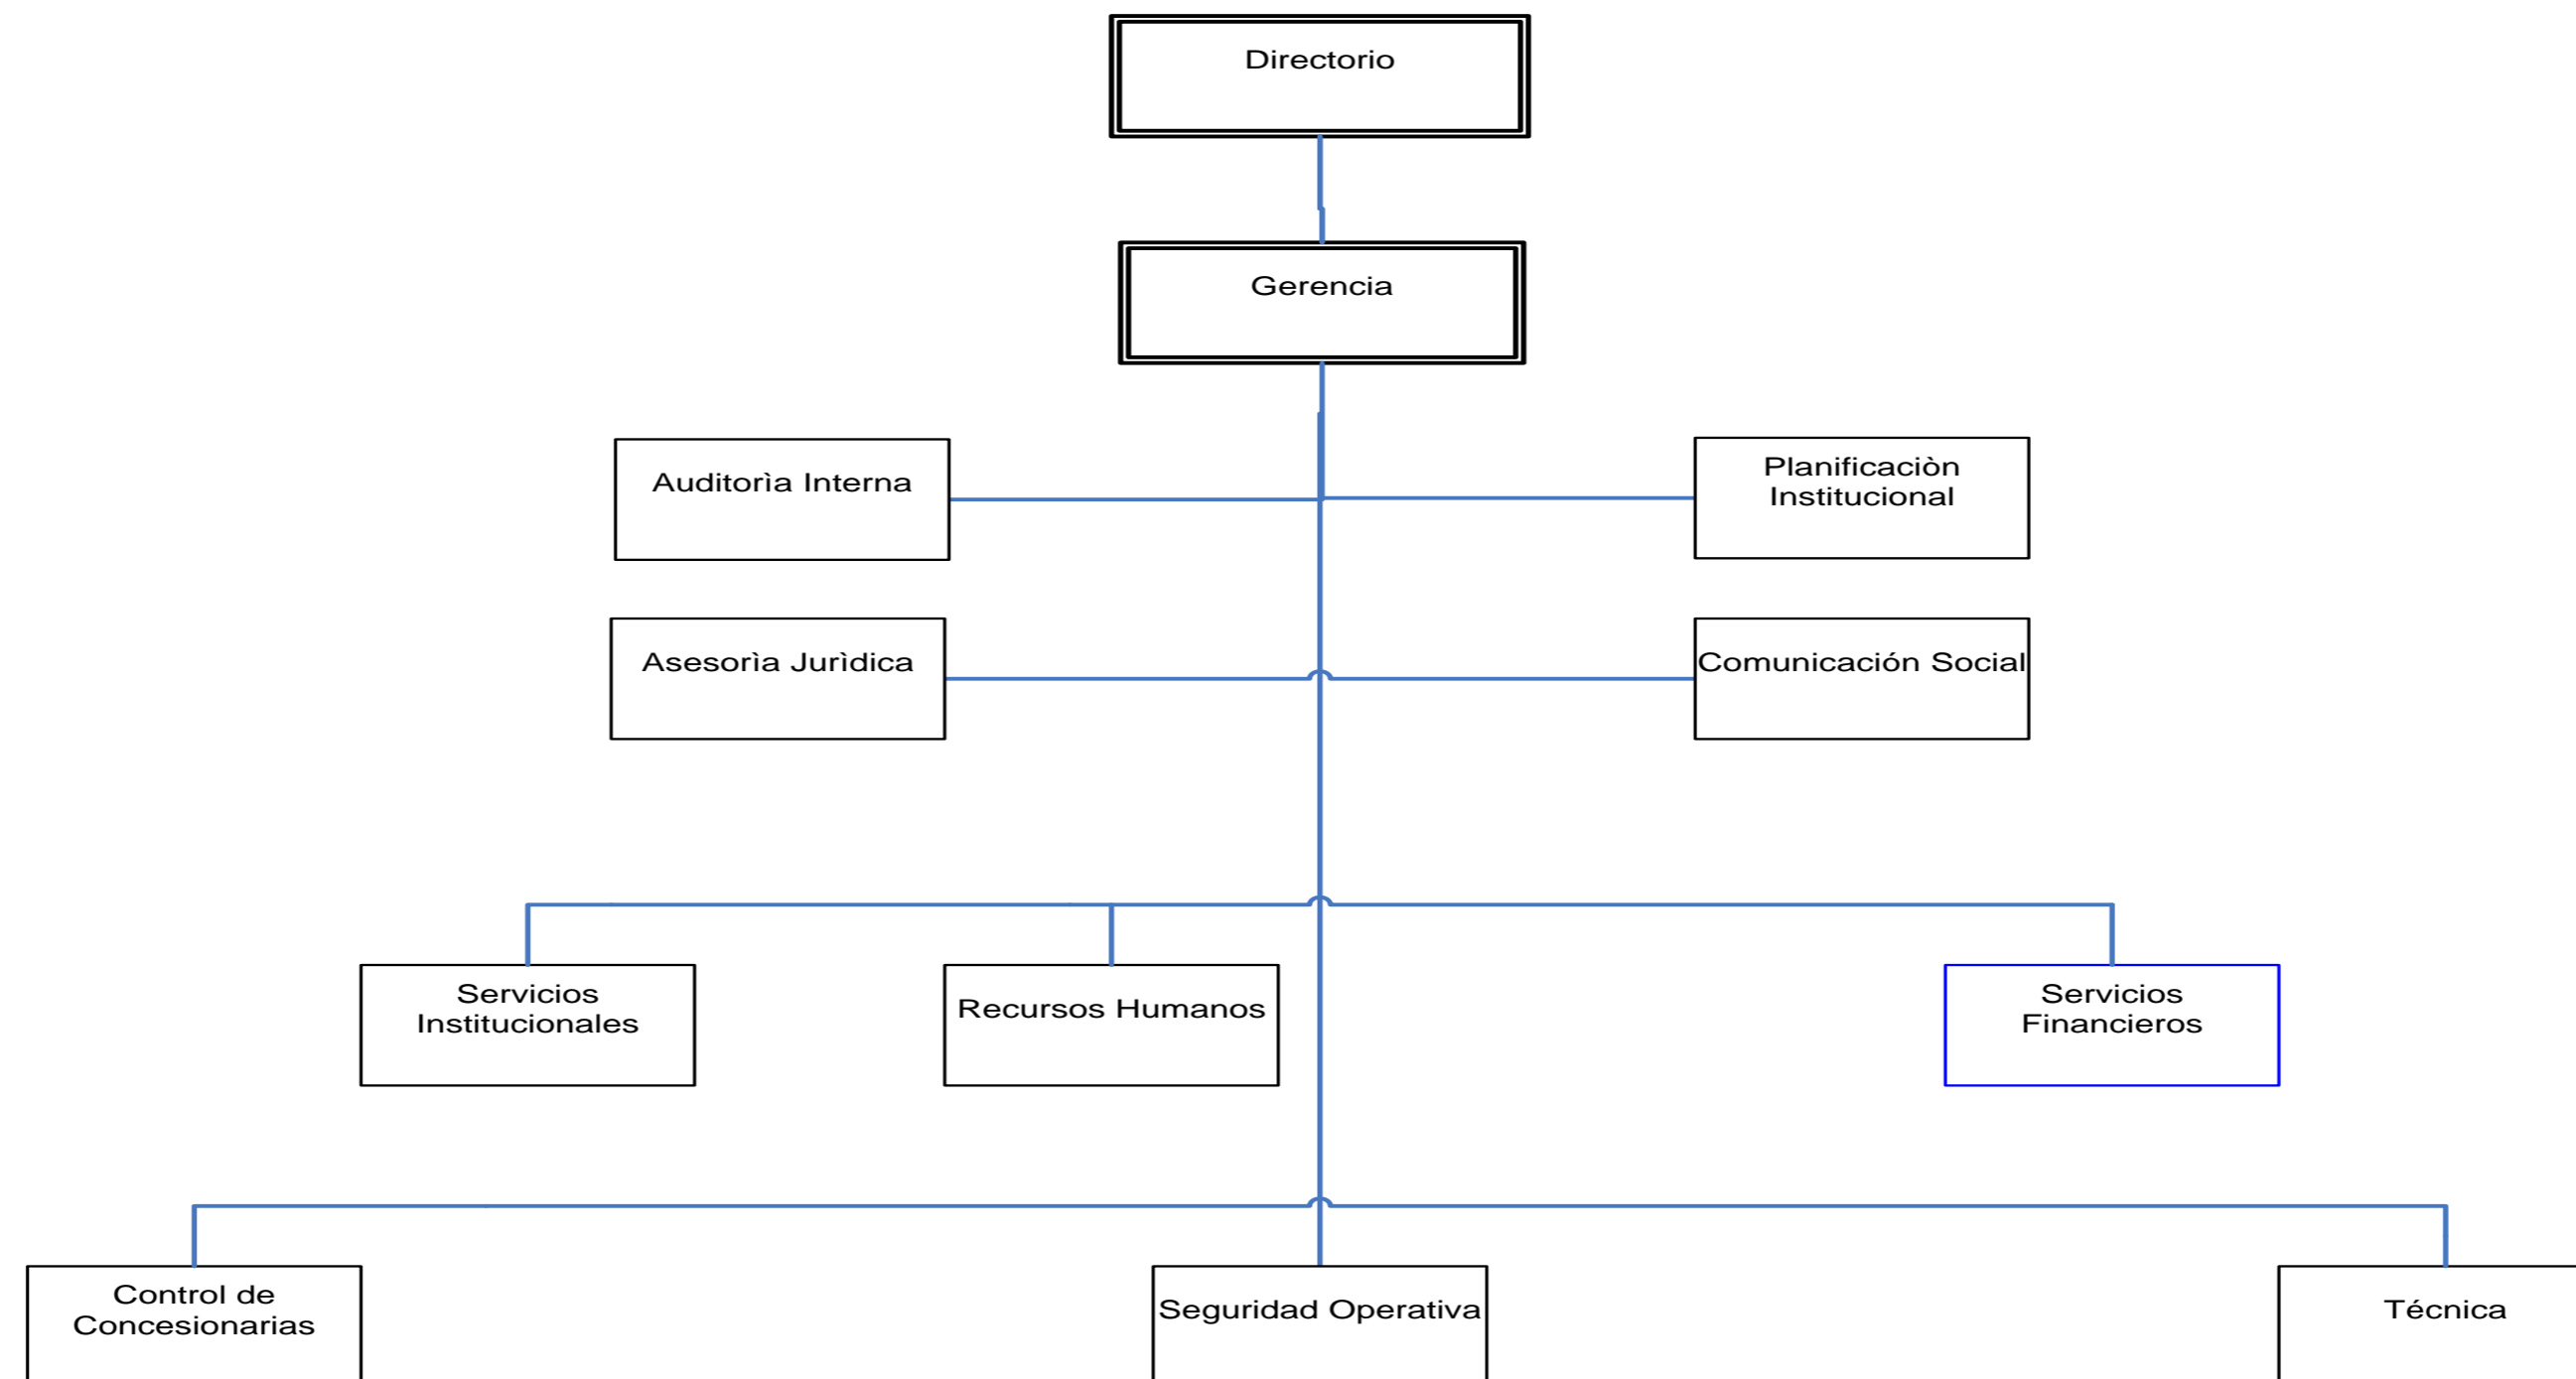 Directorio
Gerencia
Auditorìa Interna
Planificaciòn
Institucional
Asesorìa Jurìdica
Comunicación Social
Servicios
Institucionales
Recursos Humanos
Servicios
Financieros
Control de
Concesionarias
Seguridad Operativa
Técnica